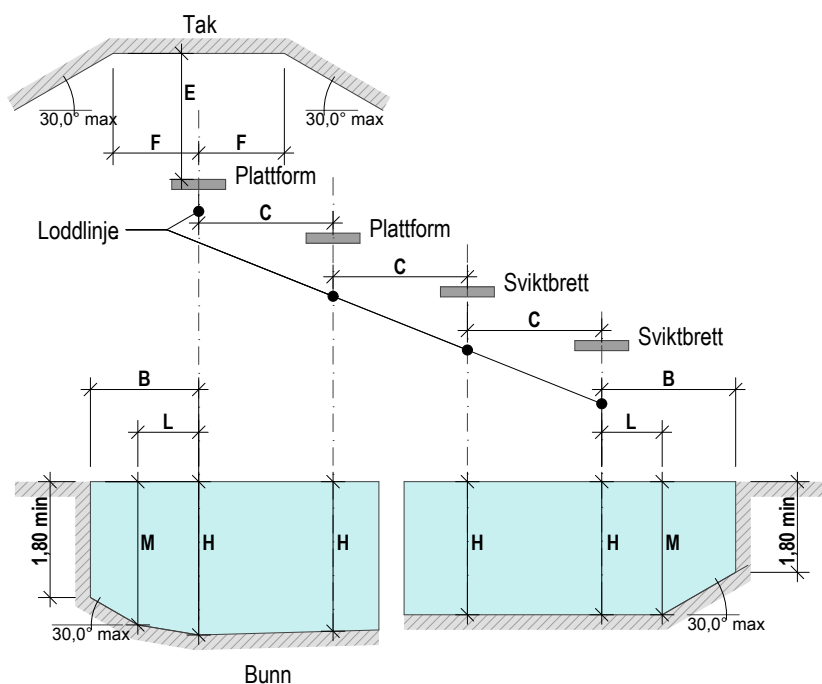 Tak
E
30,0° max
30,0° max
F
F
Plattform
C
Plattform
Loddlinje
C
Sviktbrett
C
Sviktbrett
B
B
L
L
1,80 min
M
H
H
H
H
M
1,80 min
30,0° max
30,0° max
Bunn